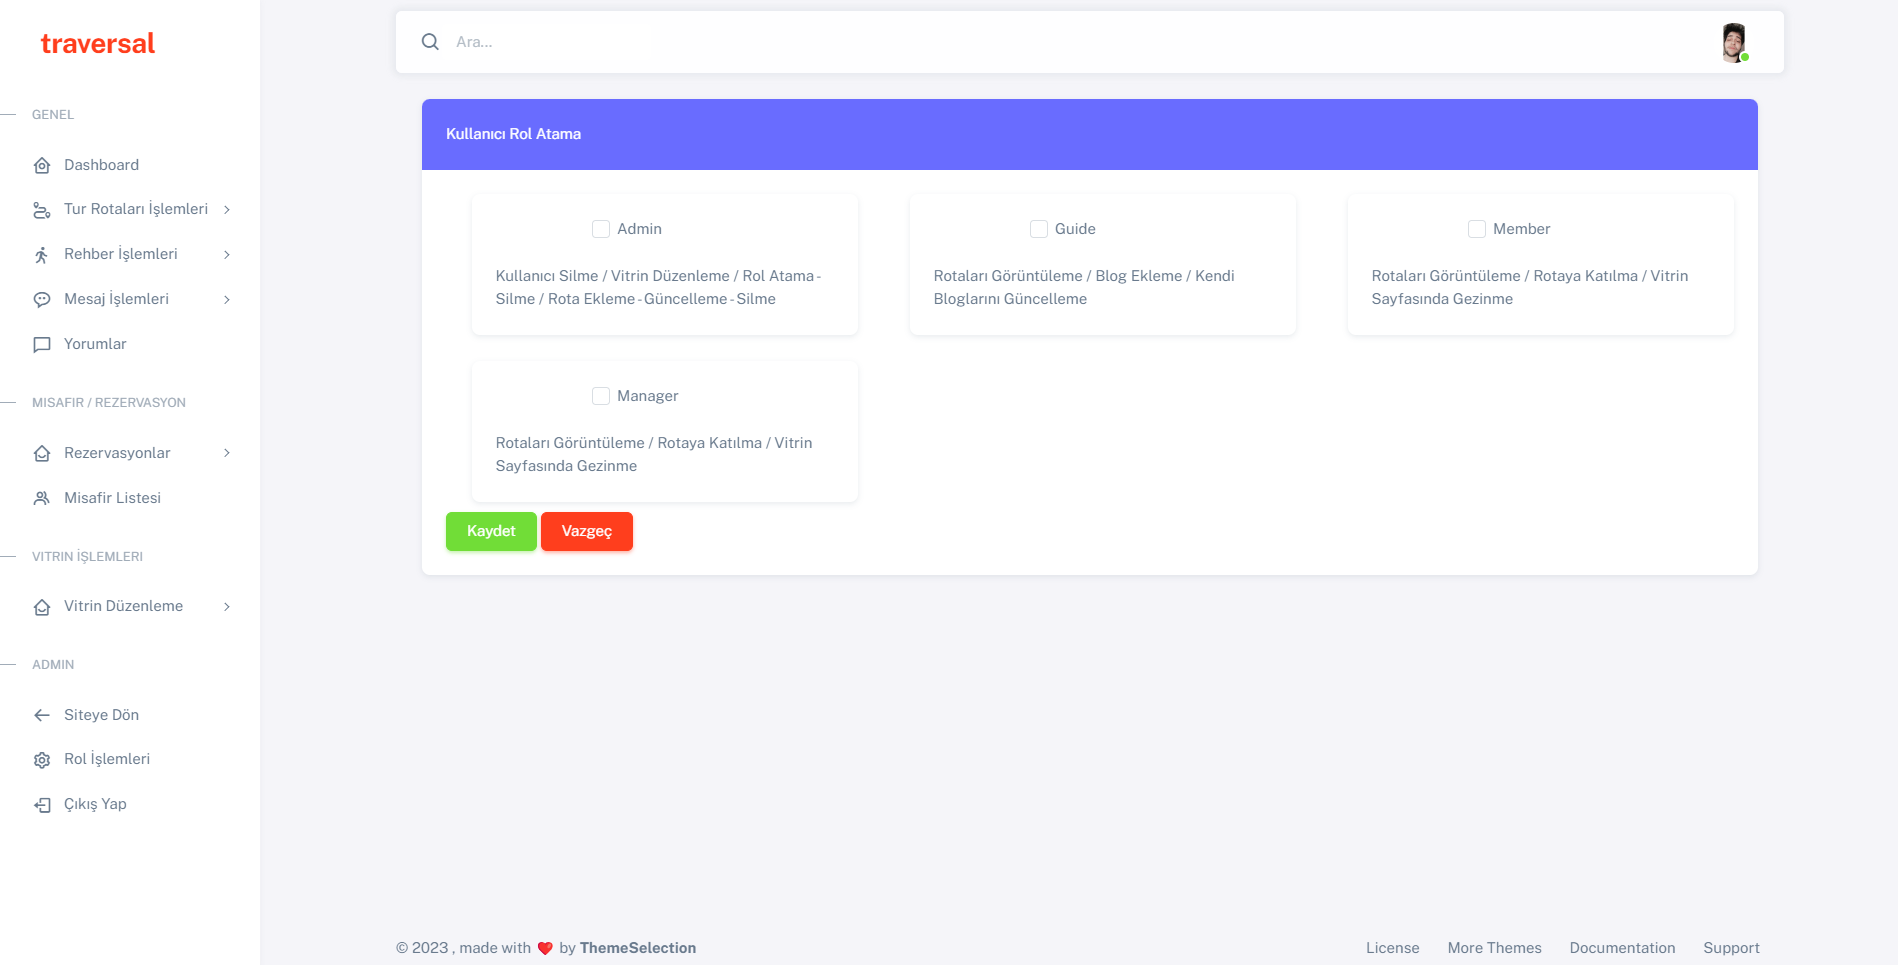 traversal
GENEL
Dashboard
Tur Rotaları İşlemleri
Rehber İşlemleri
Mesaj İşlemleri
Yorumlar
MISAFIR / REZERVASYON
Rezervasyonlar
Misafir Listesi
VITRIN İŞLEMLERI
Vitrin Düzenleme
ADMIN
Siteye Dön
Rol İşlemleri
Çıkış Yap
Ara...
Kullanıcı Rol Atama
Admin
Kullanıcı Silme / Vitrin Düzenleme / Rol Atama -
Silme / Rota Ekleme - Güncelleme - Silme
Guide
Rotaları Görüntüleme / Blog Ekleme / Kendi
Bloglarını Güncelleme
Member
Rotaları Görüntüleme / Rotaya Katılma / Vitrin
Sayfasında Gezinme
Manager
Rotaları Görüntüleme / Rotaya Katılma / Vitrin
Sayfasında Gezinme
Kaydet Vazgeç
© 2023 , made with ❤️ by ThemeSelection
License More Themes Documentation Support